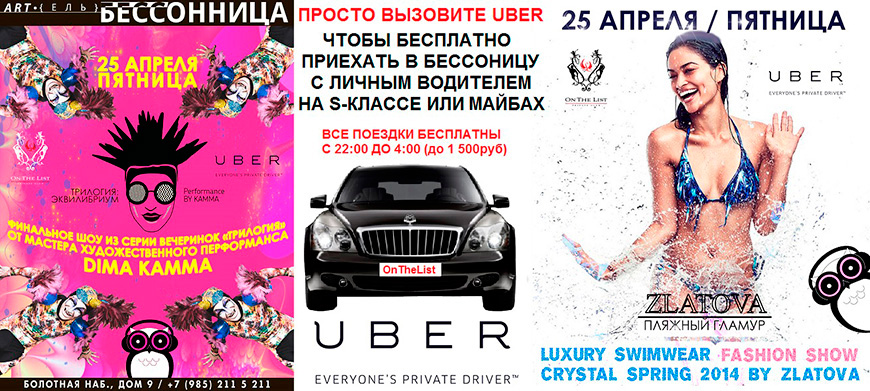 ART•{ЕЛЬ}
БЕССОННИЦА
25 АПРЕЛЯ
ПЯТНИЦА
ON THE LIST
UBER
EVERYONE'S PRIVATE DRIVER™
ТРИЛОГИЯ:
ЭКВИЛИБРИУМ
Performance
BY KAMMA
ФИНАЛЬНОЕ ШОУ ИЗ СЕРИИ ВЕЧЕРИНОК «ТРИЛОГИЯ»
ОТ МАСТЕРА ХУДОЖЕСТВЕННОГО ПЕРФОРМАНСА
DIMA KAMMA
БОЛОТНАЯ НАБ., ДОМ 9 / +7 (985) 211 5 211
ПРОСТО ВЫЗОВИТЕ UBER
ЧТОБЫ БЕСПЛАТНО
ПРИЕХАТЬ В БЕССОНИЦУ
С ЛИЧНЫМ ВОДИТЕЛЕМ
НА S-КЛАССЕ ИЛИ МАЙБАХ
ВСЕ ПОЕЗДКИ БЕСПЛАТНЫ
С 22:00 ДО 4:00 (до 1 500руб)
OnTheList
UBER
EVERYONE'S PRIVATE DRIVER™
25 АПРЕЛЯ / ПЯТНИЦА
ON THE LIST
UBER
EVERYONE'S PRIVATE DRIVER™
ZLATOVA
ПЛЯЖНЫЙ ГЛАМУР
LUXURY SWIMWEAR FASHION SHOW
CRYSTAL SPRING 2014 BY ZLATOVA